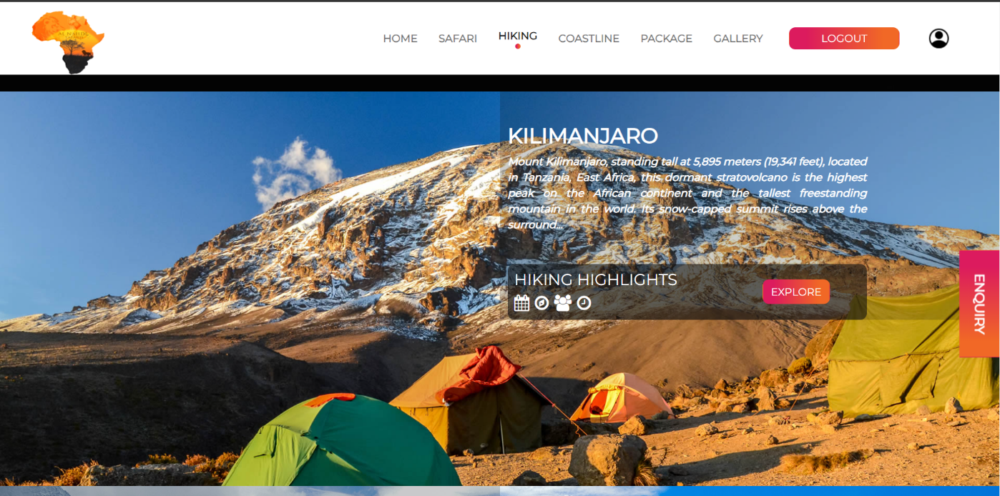 HOME SAFARI HIKING COASTLINE PACKAGE GALLERY LOGOUT
KILIMANJARO
Mount Kilimanjaro, standing tall at 5,895 meters (19,341 feet), located
in Tanzania, East Africa, this dormant stratovolcano is the highest
peak on the African continent and the tallest freestanding
mountain in the world. Its snow-capped summit rises above the
surround...
HIKING HIGHLIGHTS
EXPLORE
ENQUIRY